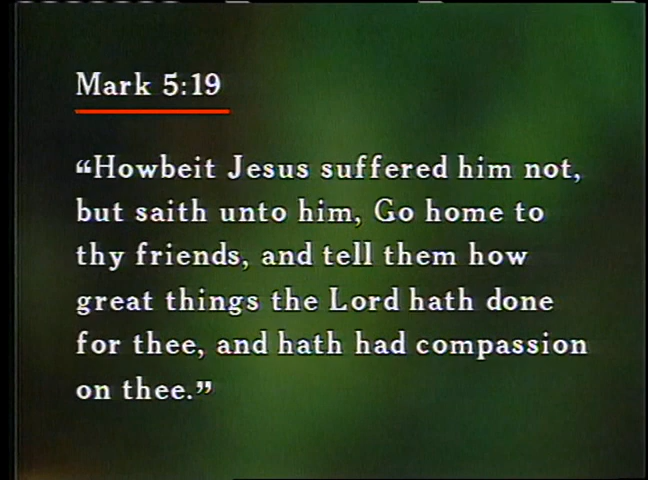 Mark 5:19
“Howbeit Jesus suffered him not,
but saith unto him, Go home to
thy friends, and tell them how
great things the Lord hath done
for thee, and hath had compassion
on thee.”